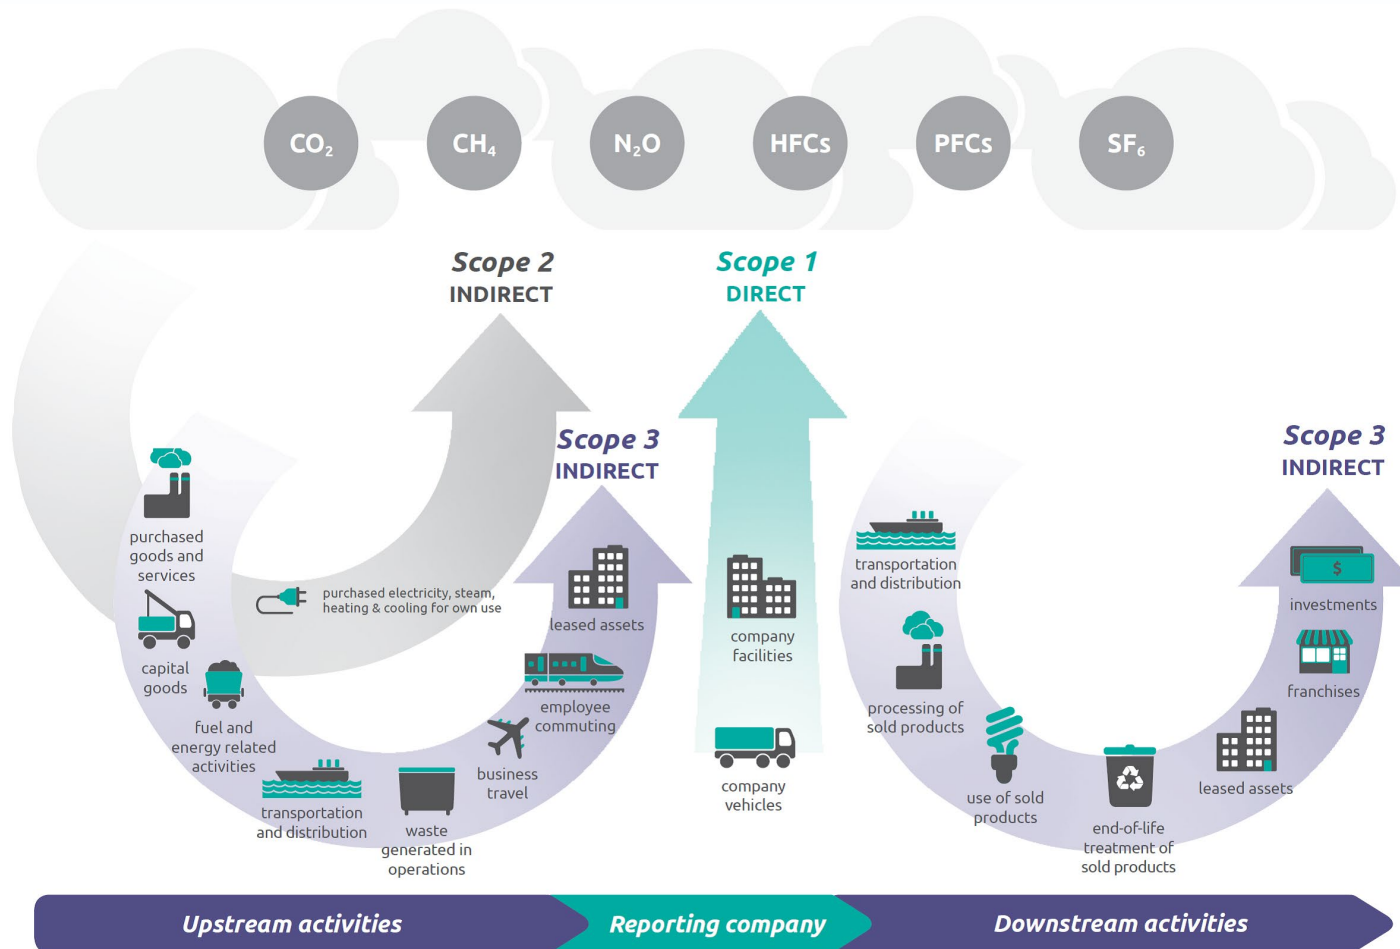 CO₂
CH₄
N₂O
HFCs
PFCs
SF₆
Scope 2
INDIRECT
Scope 1
DIRECT
Scope 3
INDIRECT
Scope 3
INDIRECT
purchased
goods and
services
capital
goods
fuel and
energy related
activities
transportation
and distribution
waste
generated in
operations
business
travel
employee
commuting
leased assets
purchased electricity, steam,
heating & cooling for own use
company
facilities
company
vehicles
transportation
and distribution
processing of
sold products
use of sold
products
end-of-life
treatment of
sold products
leased assets
franchises
$
investments
Upstream activities
Reporting company
Downstream activities